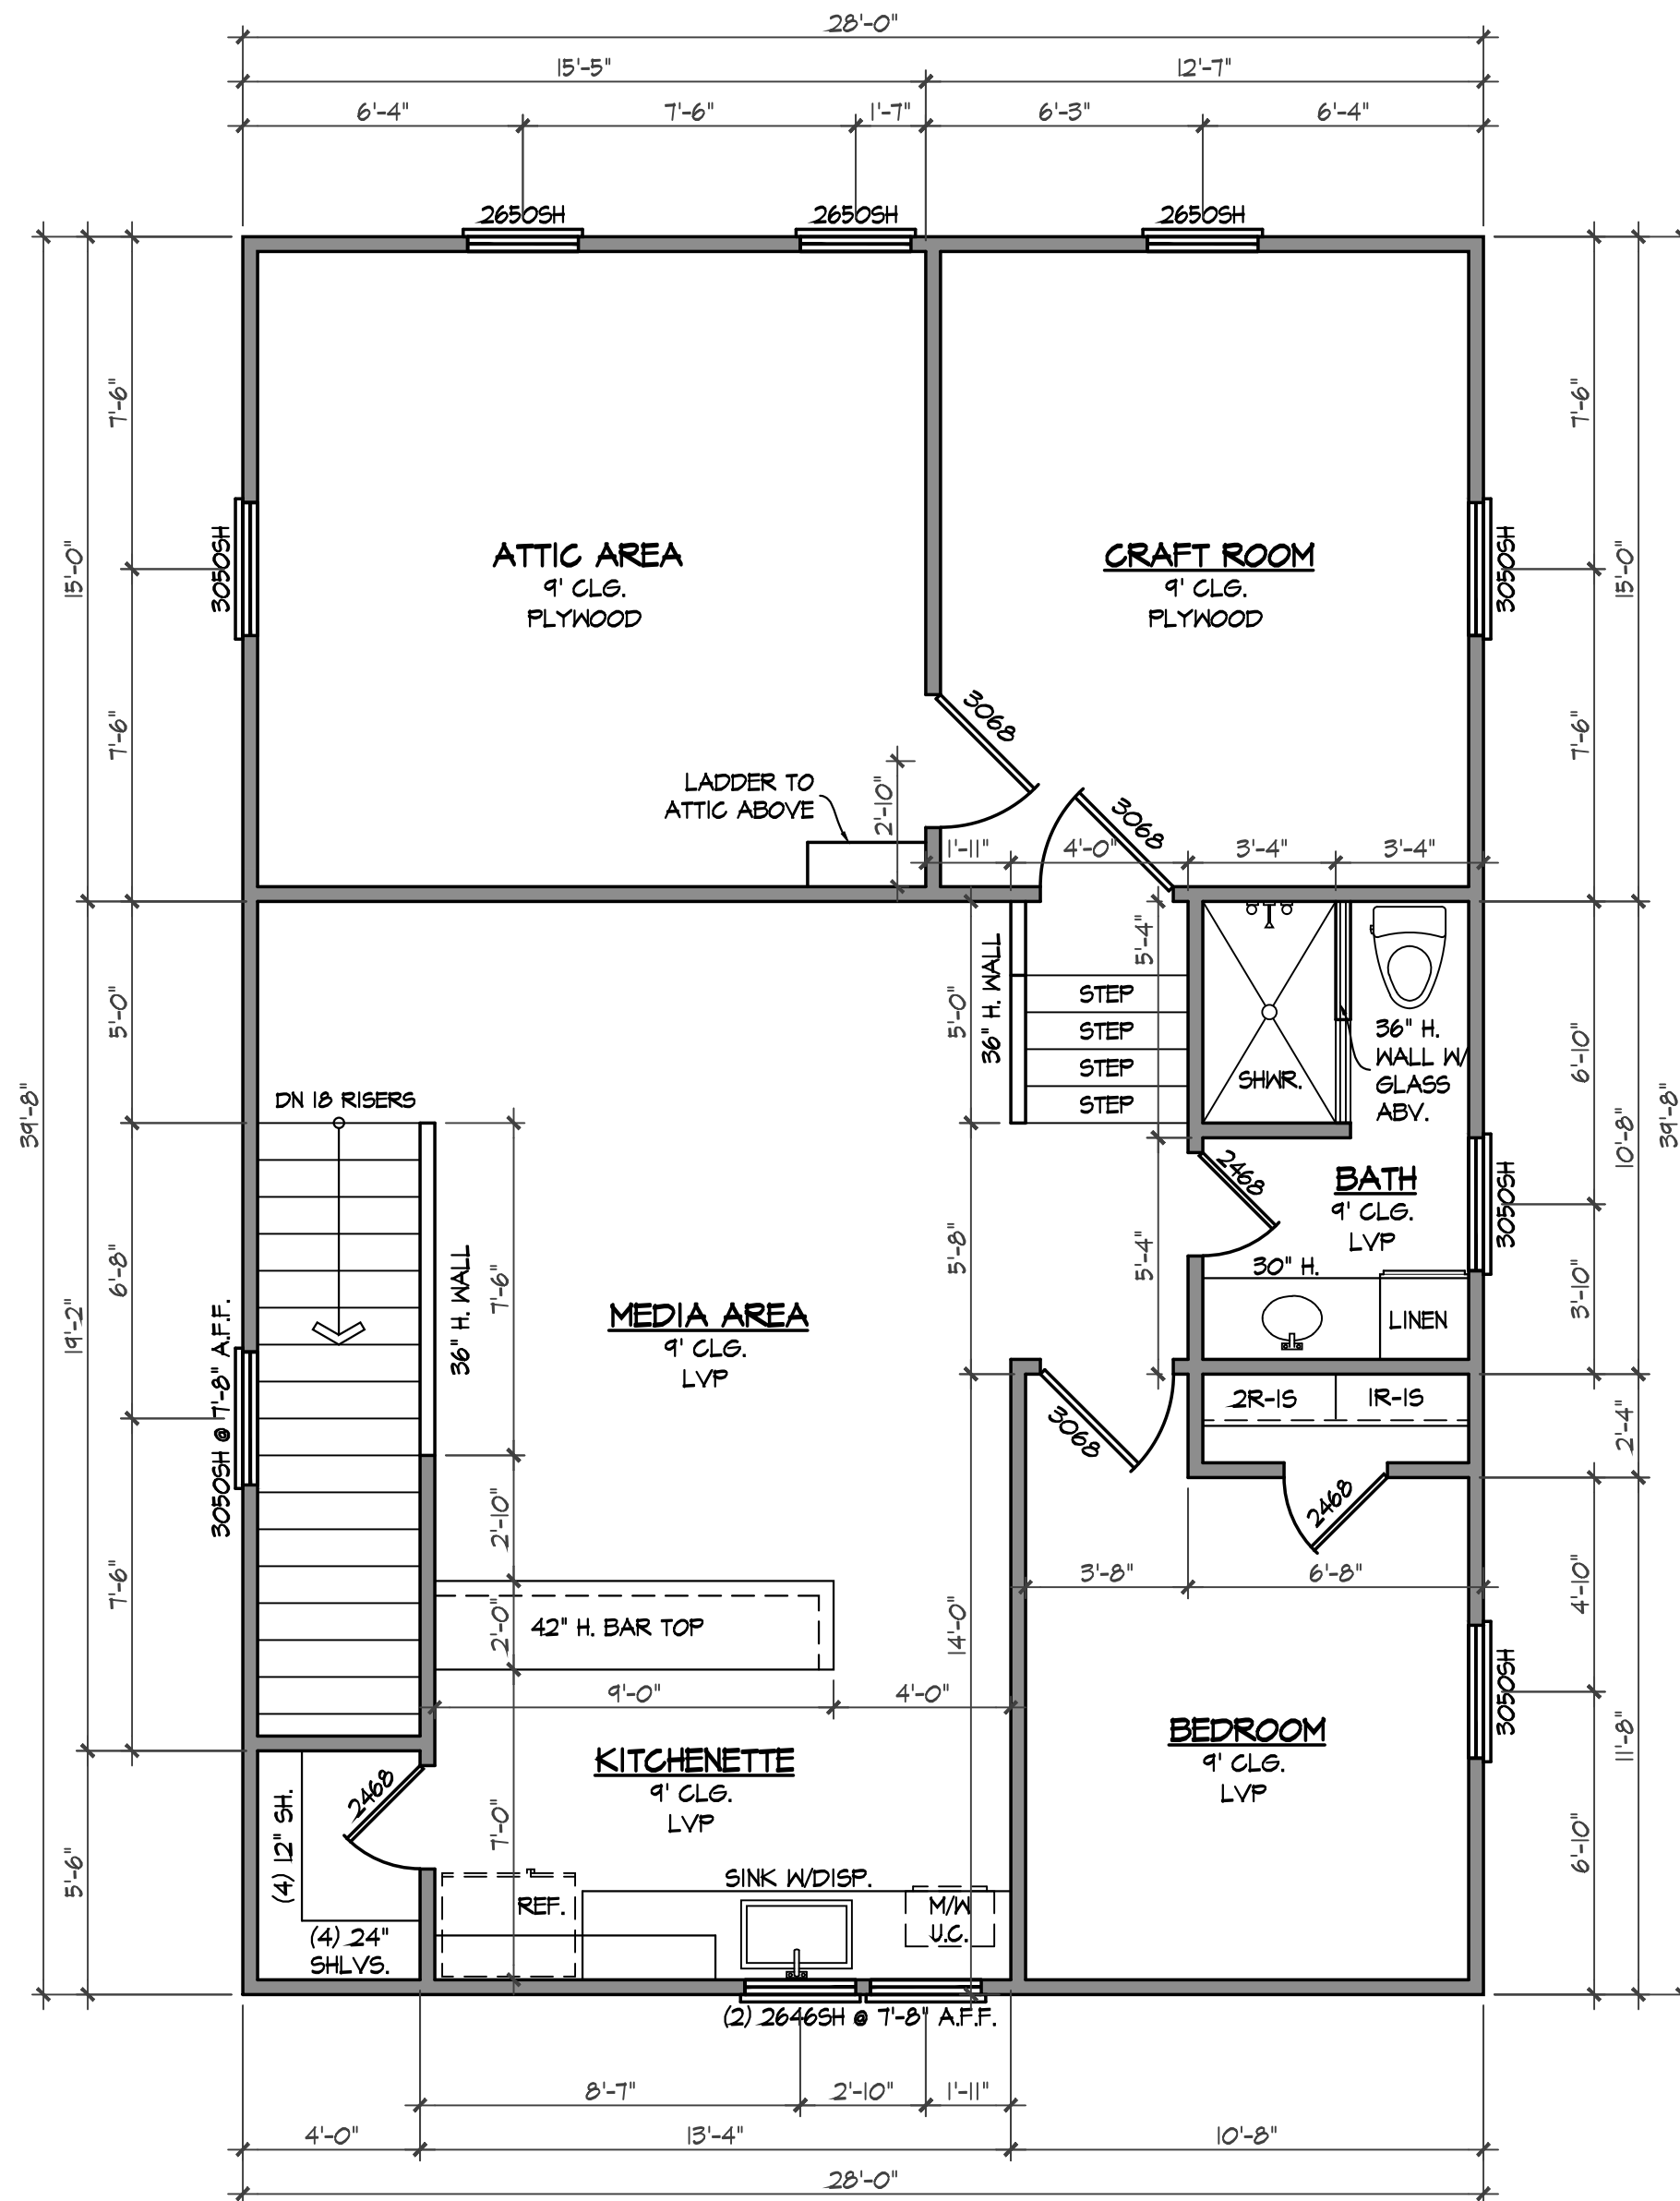 28'-0"
15'-5" 12'-7"
6'-4" 7'-6" 1'-7" 6'-3" 6'-4"
2650SH 2650SH 2650SH
7'-6" 7'-6"
3050SH 3050SH
15'-0" 15'-0"
ATTIC AREA
9' CLG.
PLYWOOD
CRAFT ROOM
9' CLG.
PLYWOOD
7'-6" 7'-6"
3068
LADDER TO
ATTIC ABOVE
2'-10"
3068
1'-11" 4'-0" 3'-4" 3'-4"
5'-4"
36" H. WALL
5'-0" 5'-0"
STEP
STEP
STEP
STEP
SHWR.
36" H.
WALL W/
GLASS
ABV.
6'-10"
39'-8" 10'-8" 39'-8"
DN 18 RISERS
2468
BATH
9' CLG.
LVP
3050SH
6'-8"
5'-8"
5'-4"
30" H.
LINEN
3'-10"
36" H. WALL
7'-6"
19'-2"
MEDIA AREA
9' CLG.
LVP
3050SH @ 7'-8" A.F.F.
2R-1S 1R-1S
3068
2'-4"
2468
2'-10"
7'-6"
3'-8" 6'-8"
4'-10"
2'-0"
42" H. BAR TOP
14'-0"
9'-0" 4'-0"
3050SH
KITCHENETTE
9' CLG.
LVP
BEDROOM
9' CLG.
LVP
11'-8"
2468
(4) 12" SH.
7'-0"
5'-6"
6'-10"
SINK W/DISP.
REF.
M/W
U.C.
(4) 24"
SHLVS.
(2) 2646SH @ 7'-8" A.F.F.
8'-7" 2'-10" 1'-11"
4'-0" 13'-4" 10'-8"
28'-0"